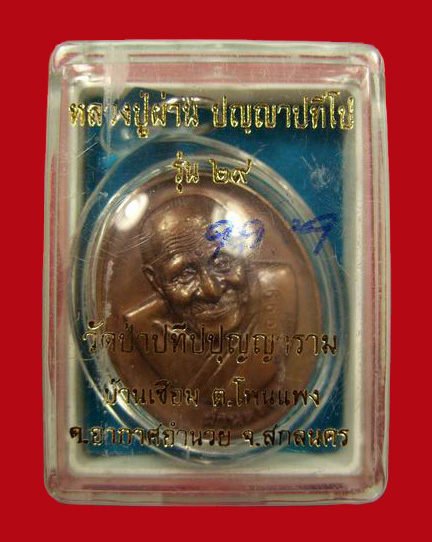 หลวงปู่ผ่าน ปญฺญาปทีโป
รุ่น ๒๙
วัดป่าปทีปปุญญาราม
บ้านเซือม ต.โพนแพง
อ.อากาศอำนวย จ.สกลนคร